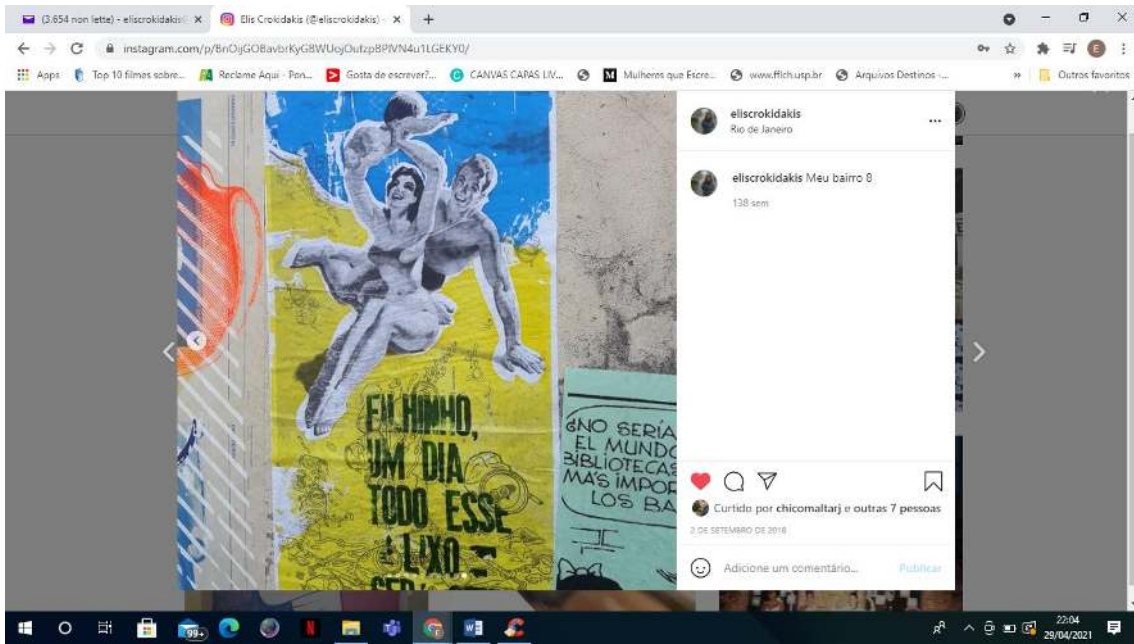 (3.654 non lette) - eliscrokidakis
Elis Crokidakis (@eliscrokidakis) -
instagram.com/p/BnOijGOBavbrKyG8WUojOutzpBPIVN4u1LGEKY0/
Apps
Top 10 filmes sobre...
Reclame Aqui - Pon...
Gosta de escrever?...
CANVAS CAPAS LIV...
M
Mulheres que Escre...
www.fflch.usp.br
Arquivos Destinos -...
»
Outros favoritos
E
eliscrokidakis
Rio de Janeiro
eliscrokidakis Meu bairro 8
138 sem
FILHINHO,
UM DIA
TODO ESSE
LIXO
SERÁ
¿NO SERÍA
EL MUNDO
BIBLIOTECAS
MÁS IMPOR
LOS BA
Curtido por chicomaltarj e outras 7 pessoas
2 DE SETEMBRO DE 2018
Adicione um comentário...
Publicar
99+
22:04
29/04/2021